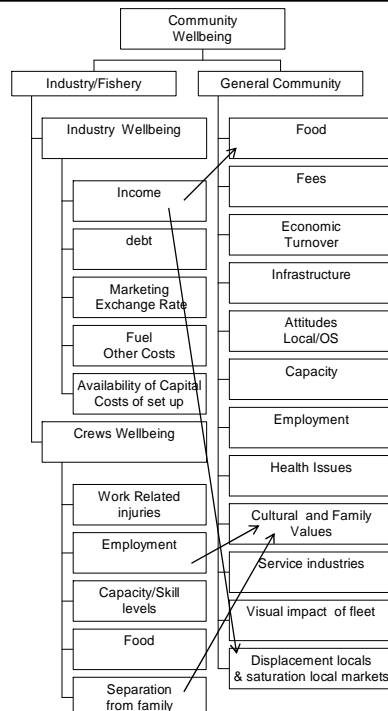 Community
Wellbeing
Industry/Fishery
General Community
Industry Wellbeing
Income
debt
Marketing
Exchange Rate
Fuel
Other Costs
Availability of Capital
Costs of set up
Crews Wellbeing
Work Related
injuries
Employment
Capacity/Skill
levels
Food
Separation
from family
Food
Fees
Economic
Turnover
Infrastructure
Attitudes
Local/OS
Capacity
Employment
Health Issues
Cultural and Family
Values
Service industries
Visual impact of fleet
Displacement locals
& saturation local markets